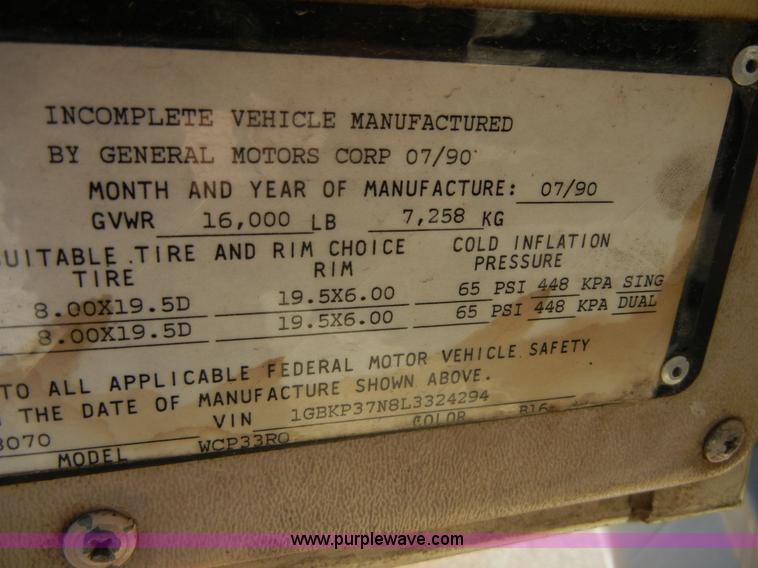 INCOMPLETE VEHICLE MANUFACTURED
BY GENERAL MOTORS CORP 07/90
MONTH AND YEAR OF MANUFACTURE: 07/90
GVWR 16,000 LB 7,258 KG
SUITABLE TIRE AND RIM CHOICE COLD INFLATION
TIRE RIM PRESSURE
8.00X19.5D 19.5X6.00 65 PSI 448 KPA SING
8.00X19.5D 19.5X6.00 65 PSI 448 KPA DUAL
TO ALL APPLICABLE FEDERAL MOTOR VEHICLE SAFETY
THE DATE OF MANUFACTURE SHOWN ABOVE.
3070 VIN 1GBKP37N8L3324294
MODEL WCP33RO COLOR B16
www.purplewave.com